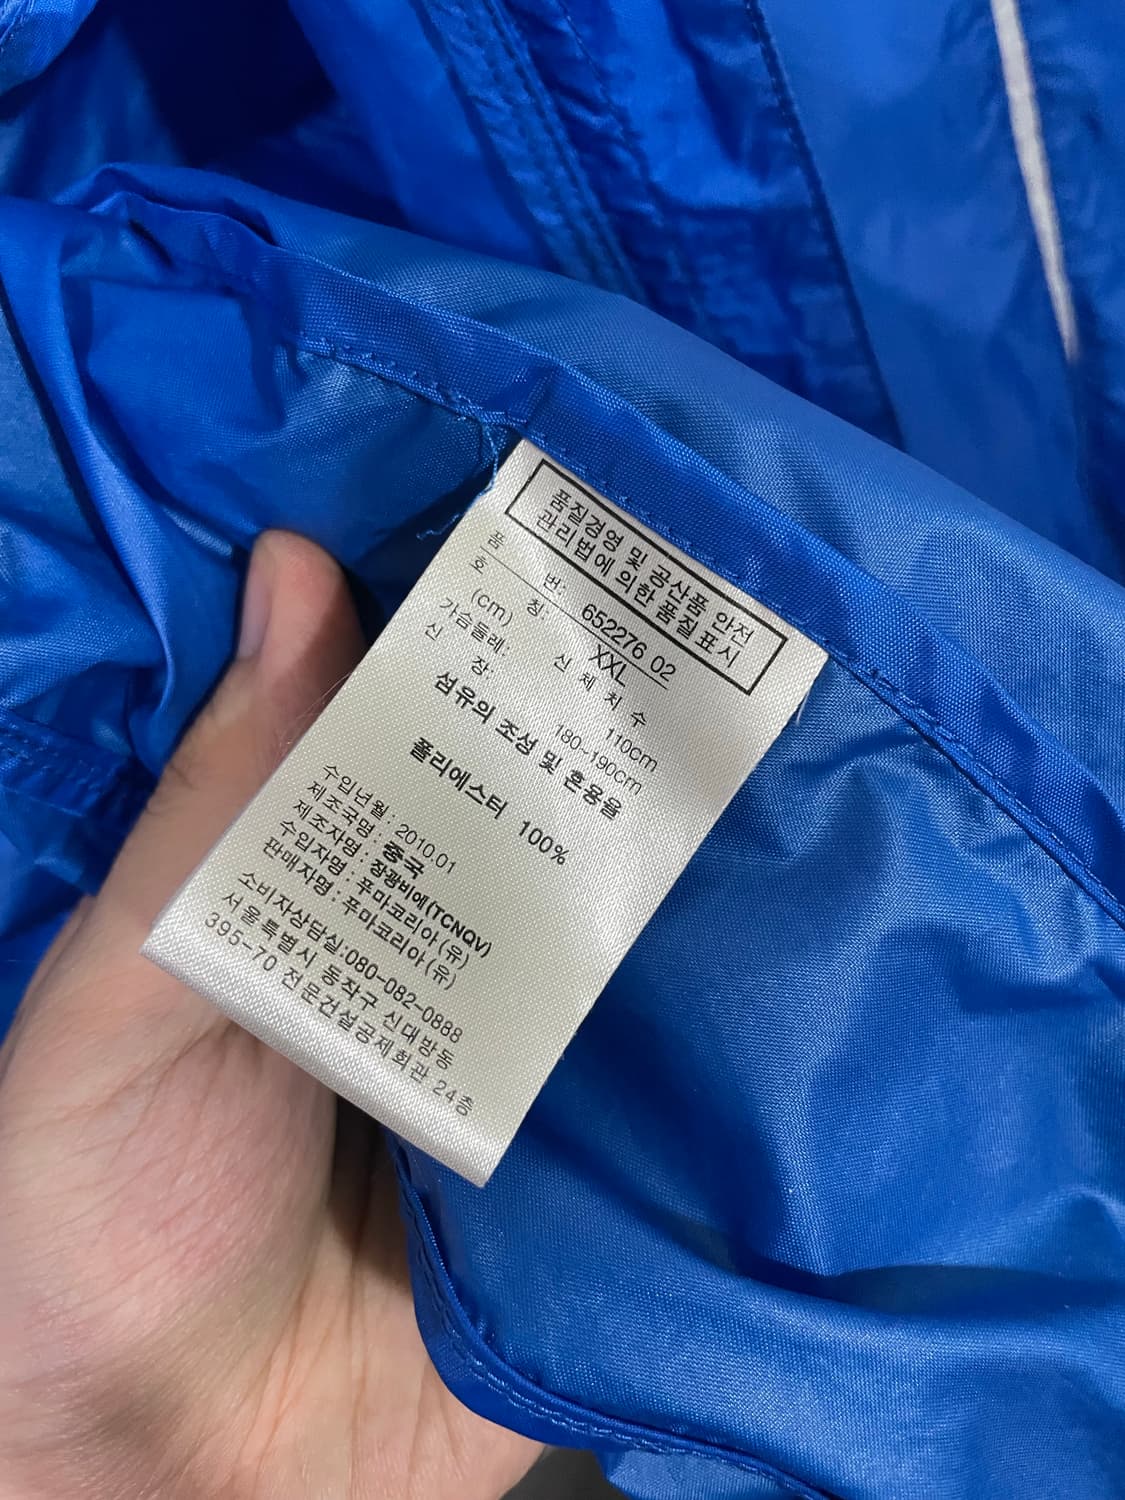 품질경영 및 공산품 안전
관리법에 의한 품질표시
품 번: 652276 02
호 칭: XXL
(cm) 신 체 치 수
가슴둘레: 110cm
신 장: 180-190cm
섬유의 조성 및 혼용율
폴리에스터 100%
수입년월: 2010.01
제조국명: 중국
제조자명: 장광비에(TCNQV)
수입자명: 푸마코리아(유)
판매자명: 푸마코리아(유)
소비자상담실:080-082-0888
서울특별시 동작구 신대방동
395-70 전문건설공제회관 24층